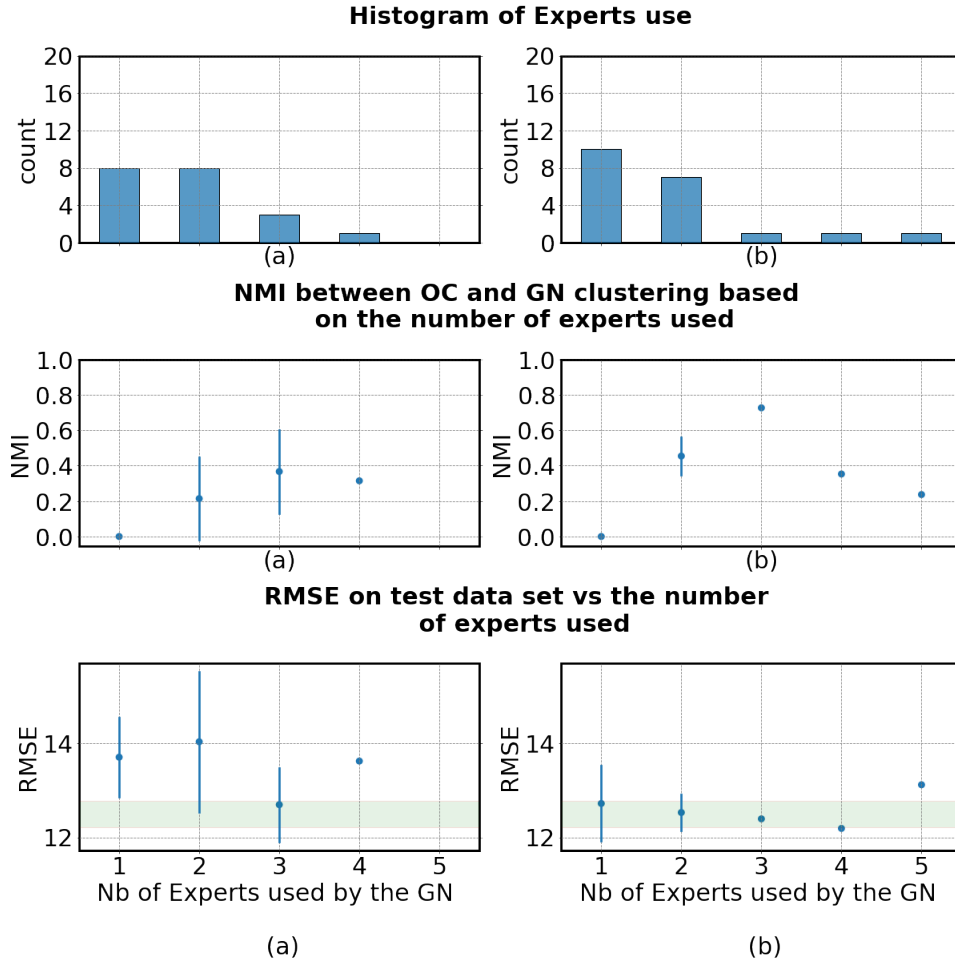 Histogram of Experts use
20
16
12
8
4
0
count
(a)
20
16
12
8
4
0
count
(b)
NMI between OC and GN clustering based
on the number of experts used
1.0
0.8
0.6
0.4
0.2
0.0
NMI
(a)
1.0
0.8
0.6
0.4
0.2
0.0
NMI
(b)
RMSE on test data set vs the number
of experts used
14
12
RMSE
1 2 3 4 5
Nb of Experts used by the GN
(a)
14
12
RMSE
1 2 3 4 5
Nb of Experts used by the GN
(b)